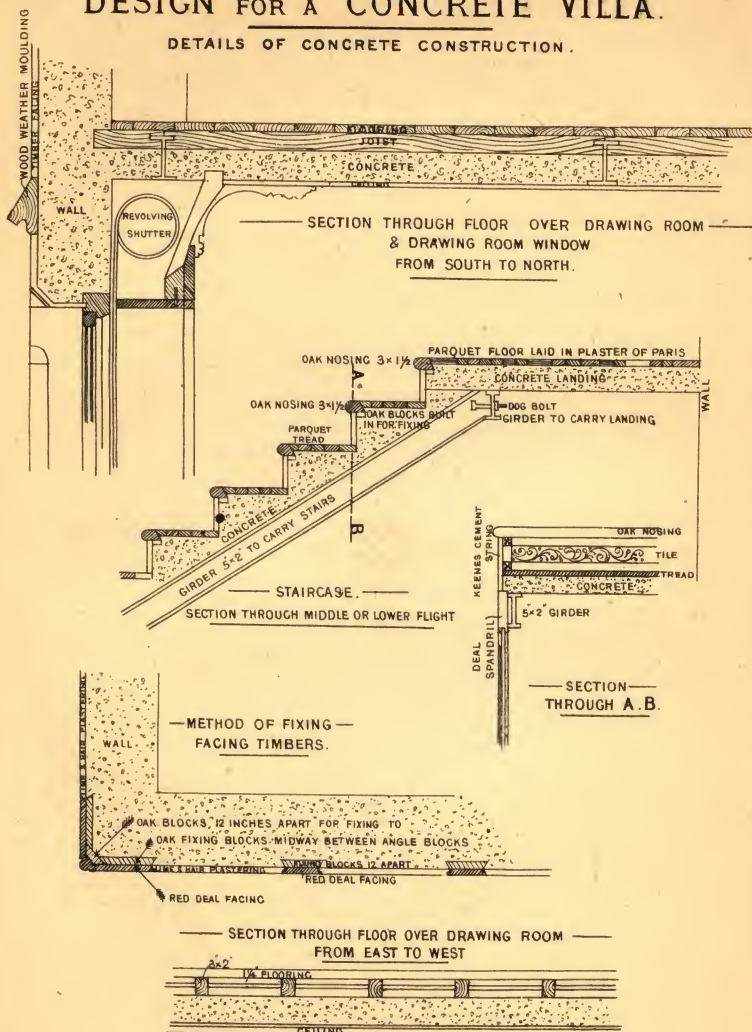 DESIGN FOR A CONCRETE VILLA.
DETAILS OF CONCRETE CONSTRUCTION.
WOOD WEATHER MOULDING
TIMBER FACING
FLOORING
JOIST
CONCRETE
CEILING
WALL
REVOLVING
SHUTTER
SECTION THROUGH FLOOR OVER DRAWING ROOM
& DRAWING ROOM WINDOW
FROM SOUTH TO NORTH.
PARQUET FLOOR LAID IN PLASTER OF PARIS
OAK NOSING 3×1½
CONCRETE LANDING
WALL
A.
OAK NOSING 3×1½
OAK BLOCKS BUILT
IN FOR FIXING
DOG BOLT
GIRDER TO CARRY LANDING
PARQUET
TREAD
CONCRETE
GIRDER 5×2 TO CARRY STAIRS
B
STAIRCASE.
SECTION THROUGH MIDDLE OR LOWER FLIGHT
KEENES CEMENT
STRING
OAK NOSING
TILE
TREAD
CONCRETE
5×2" GIRDER
DEAL
SPANDRIL
SECTION
THROUGH A.B.
METHOD OF FIXING
FACING TIMBERS.
LIME & HAIR PLASTERING
WALL
OAK BLOCKS, 12 INCHES APART FOR FIXING TO
OAK FIXING BLOCKS MIDWAY BETWEEN ANGLE BLOCKS
LIME & HAIR PLASTERING
FIXING BLOCKS 12 APART
RED DEAL FACING
RED DEAL FACING
SECTION THROUGH FLOOR OVER DRAWING ROOM
FROM EAST TO WEST
3×2"
1¼" FLOORING
CEILING